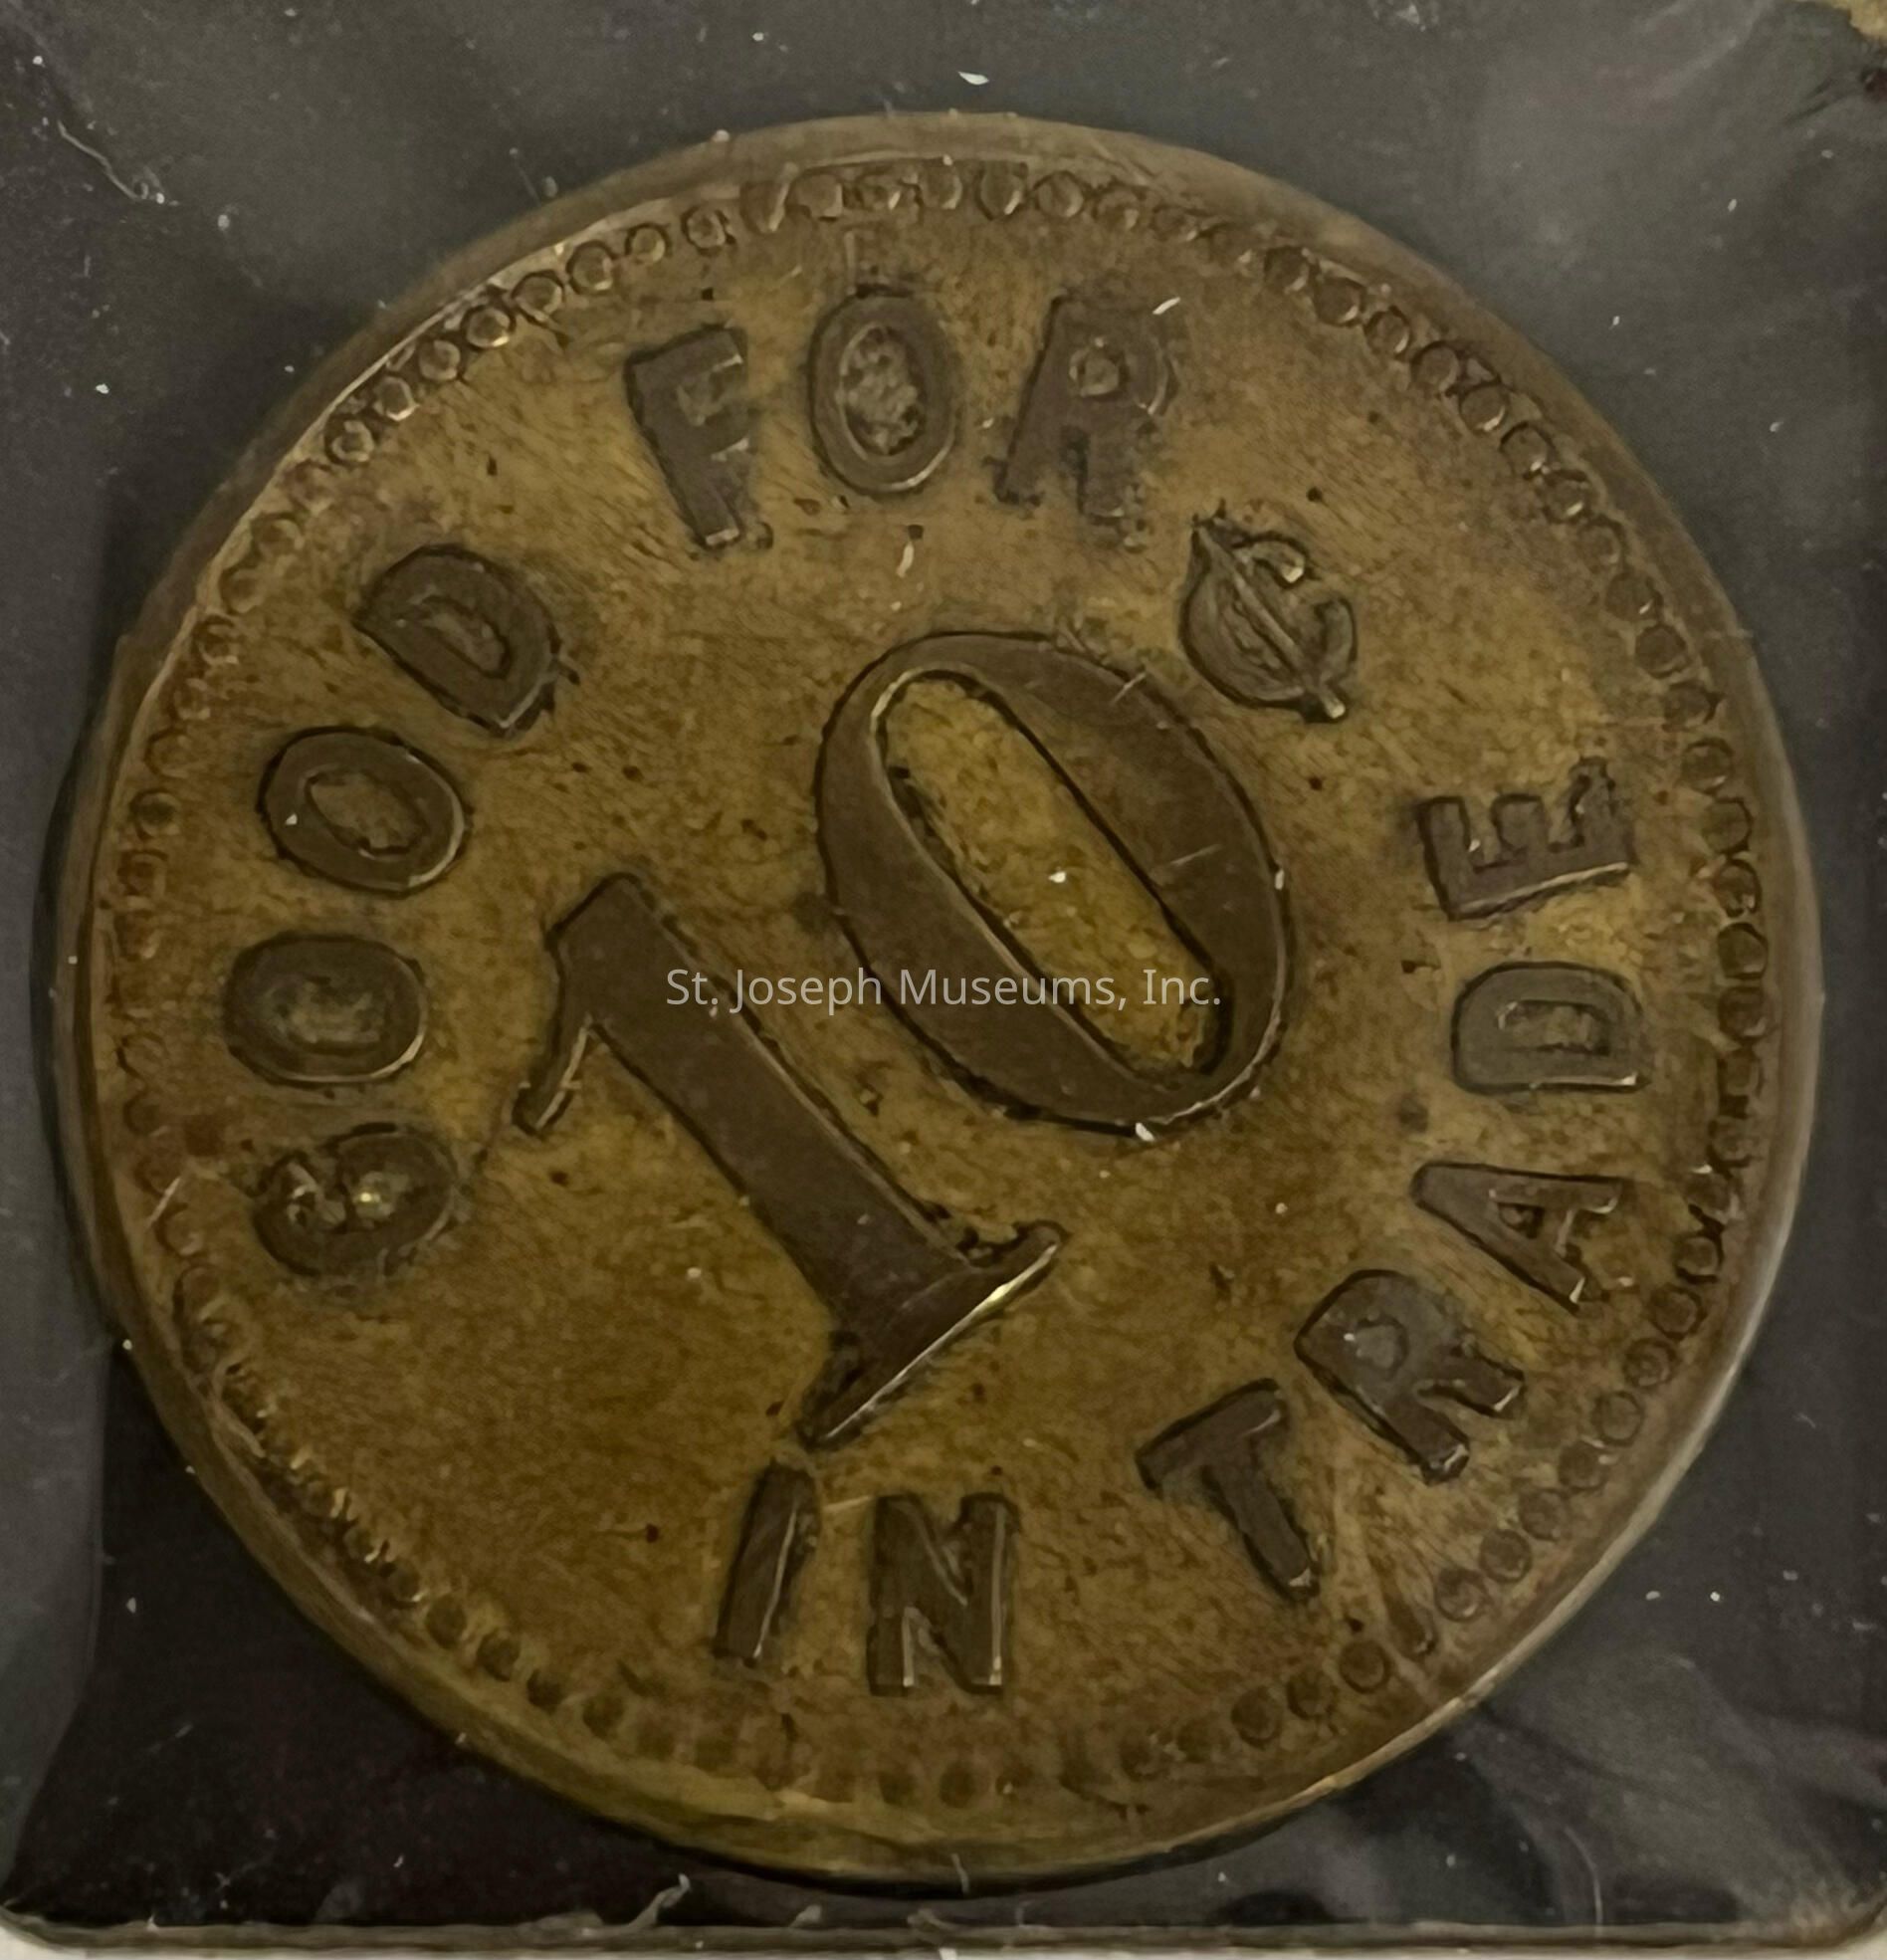 GOOD FOR
10¢
IN TRADE
St. Joseph Museums, Inc.